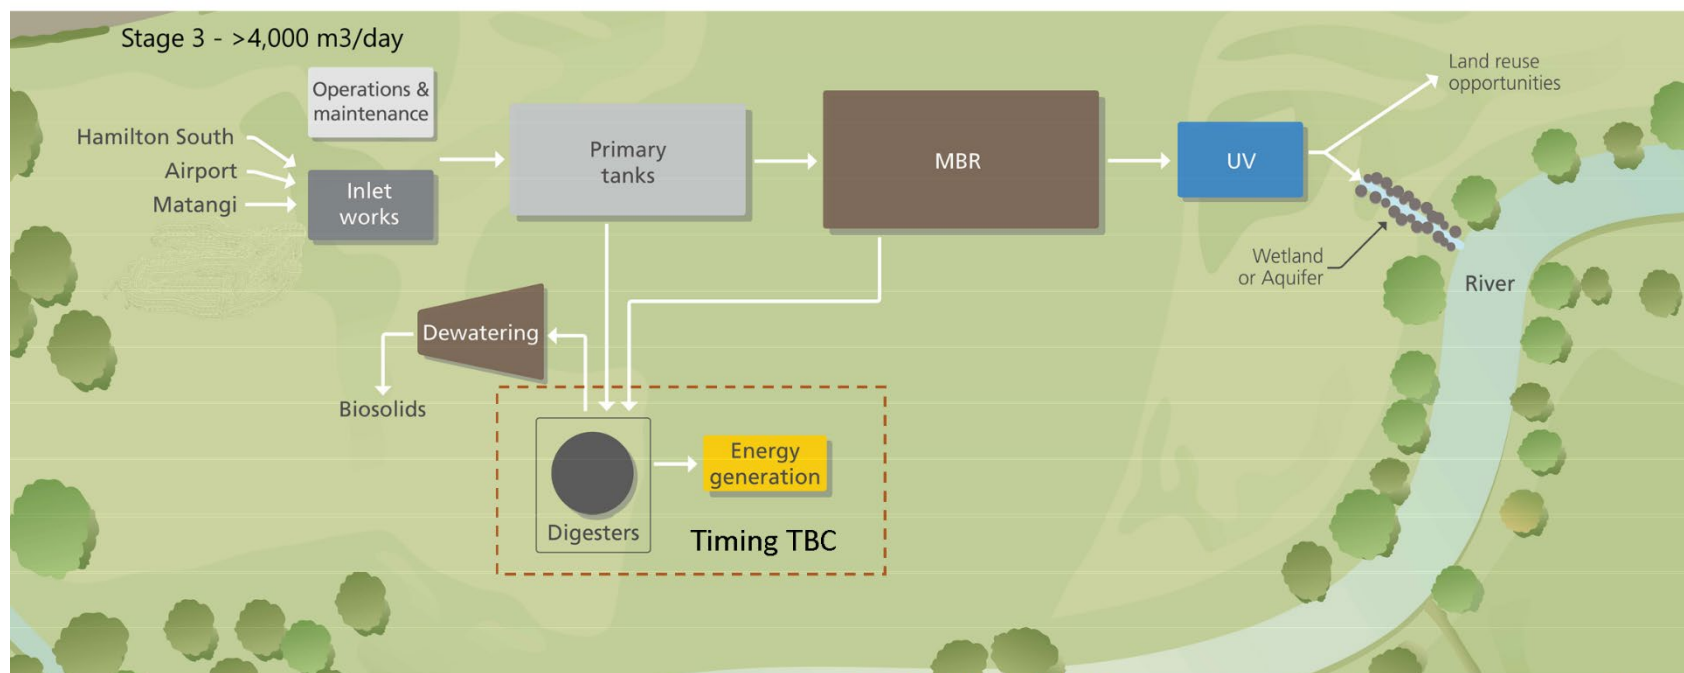 Stage 3 - >4,000 m3/day
Operations &
maintenance
Hamilton South
Airport
Matangi
Inlet
works
Primary
tanks
MBR
UV
Land reuse
opportunities
Wetland
or Aquifer
River
Dewatering
Biosolids
Digesters
Energy
generation
Timing TBC